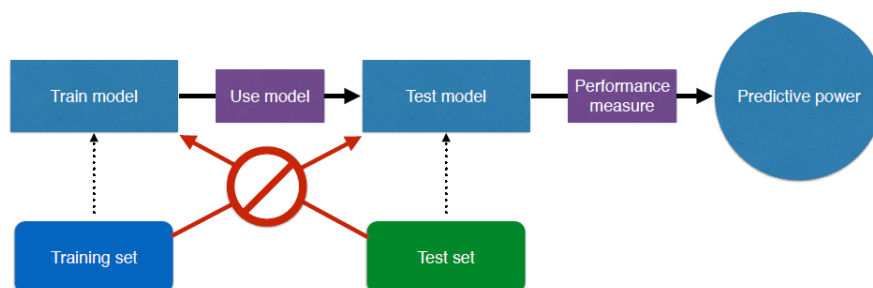 Train model
Use model
Test model
Performance
measure
Predictive power
Training set
Test set